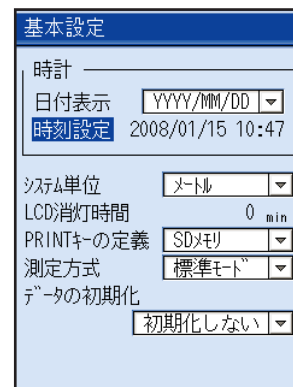 基本設定
時計
日付表示 YYYY/MM/DD
時刻設定 2008/01/15 10:47
ｼｽﾃﾑ単位 ﾒｰﾄﾙ
LCD消灯時間 0 min
PRINTｷｰの定義 SDﾒﾓﾘ
測定方式 標準ﾓｰﾄﾞ
ﾃﾞｰﾀの初期化
初期化しない